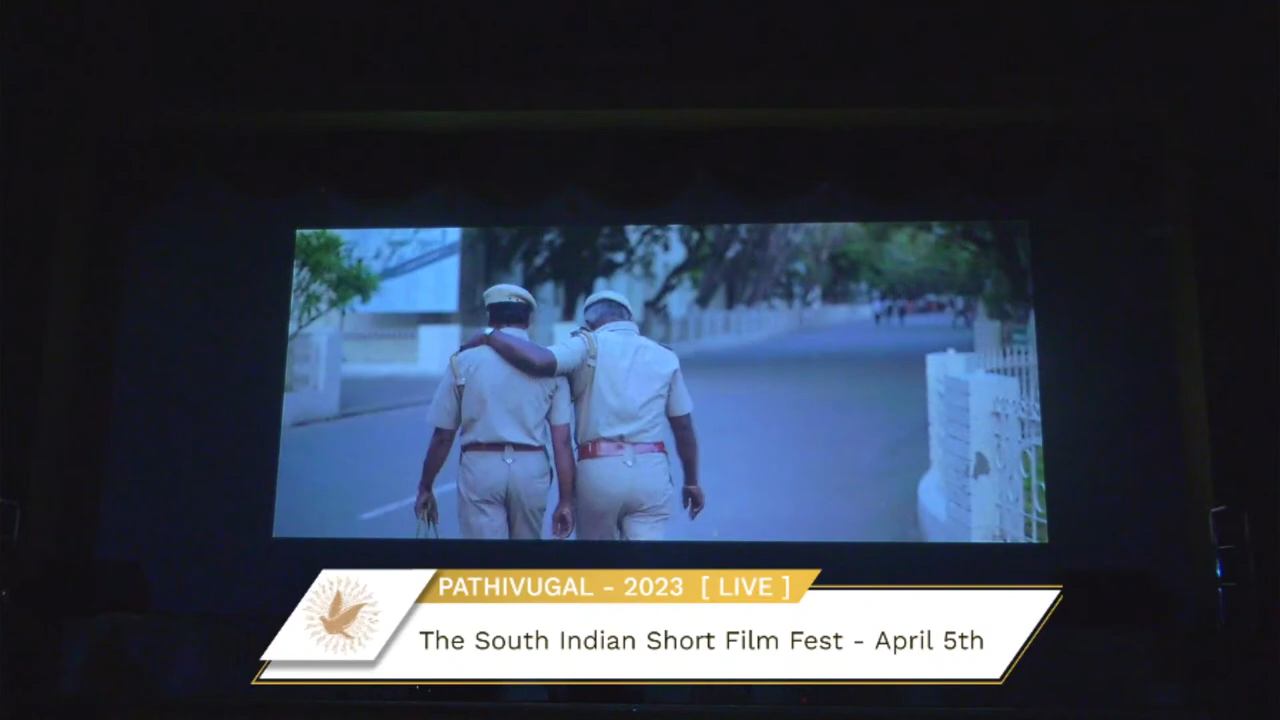 PATHIVUGAL - 2023 [ LIVE ]
The South Indian Short Film Fest - April 5th